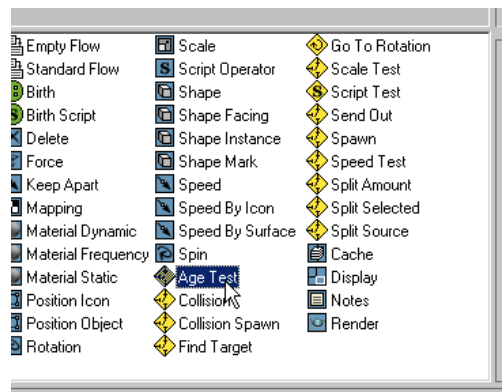 Empty Flow
Standard Flow
Birth
Birth Script
Delete
Force
Keep Apart
Mapping
Material Dynamic
Material Frequency
Material Static
Position Icon
Position Object
Rotation
Scale
S Script Operator
Shape
Shape Facing
Shape Instance
Shape Mark
Speed
Speed By Icon
Speed By Surface
Spin
Age Test
Collision
Collision Spawn
Find Target
Go To Rotation
Scale Test
S Script Test
Send Out
Spawn
Speed Test
Split Amount
Split Selected
Split Source
Cache
Display
Notes
Render